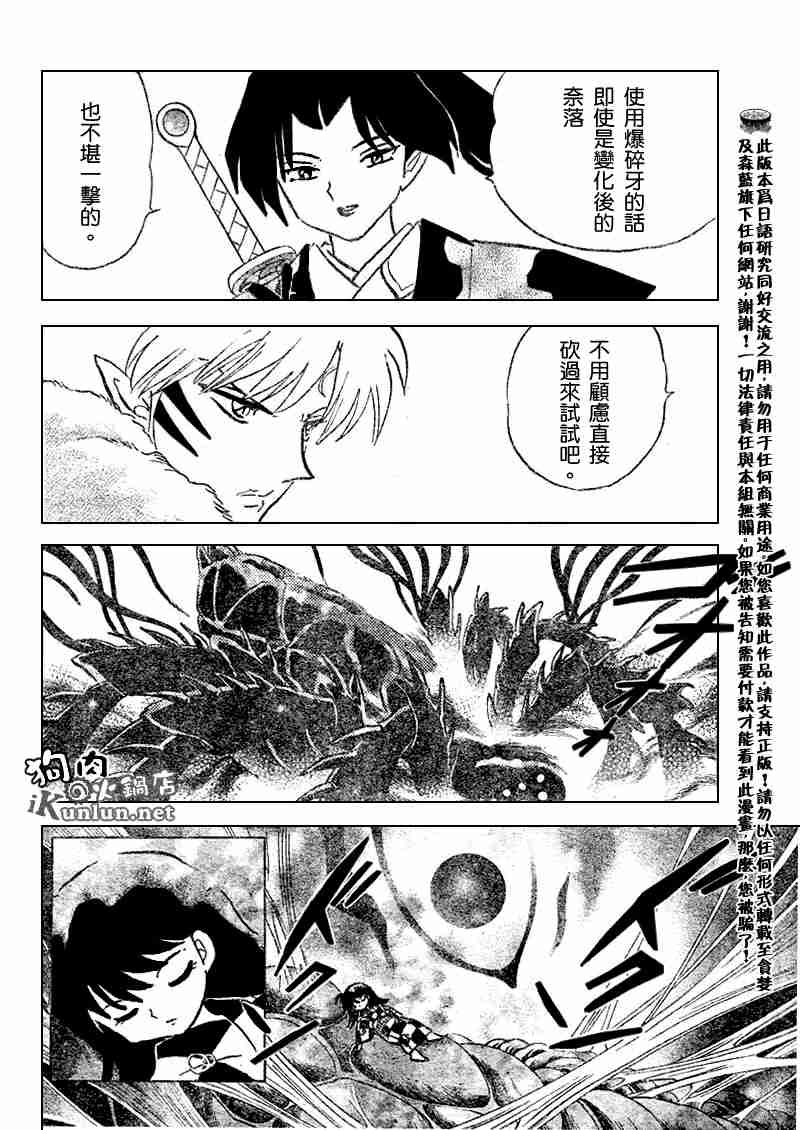 使用爆碎牙的話
即使是變化後的
奈落
也不堪一擊的。
不用顧慮直接
砍過來試試吧。
狗肉
火鍋店
iKunlun.net
此版本爲日語研究同好交流之用，請勿用于任何商業用途。如您喜歡此作品，請支持正版！請勿以任何形式轉載至貪婪
及森藍旗下任何網站，謝謝！一切法律責任與本組無關。如果您被告知需要付款才能看到此漫畫，那麼，您被騙了！